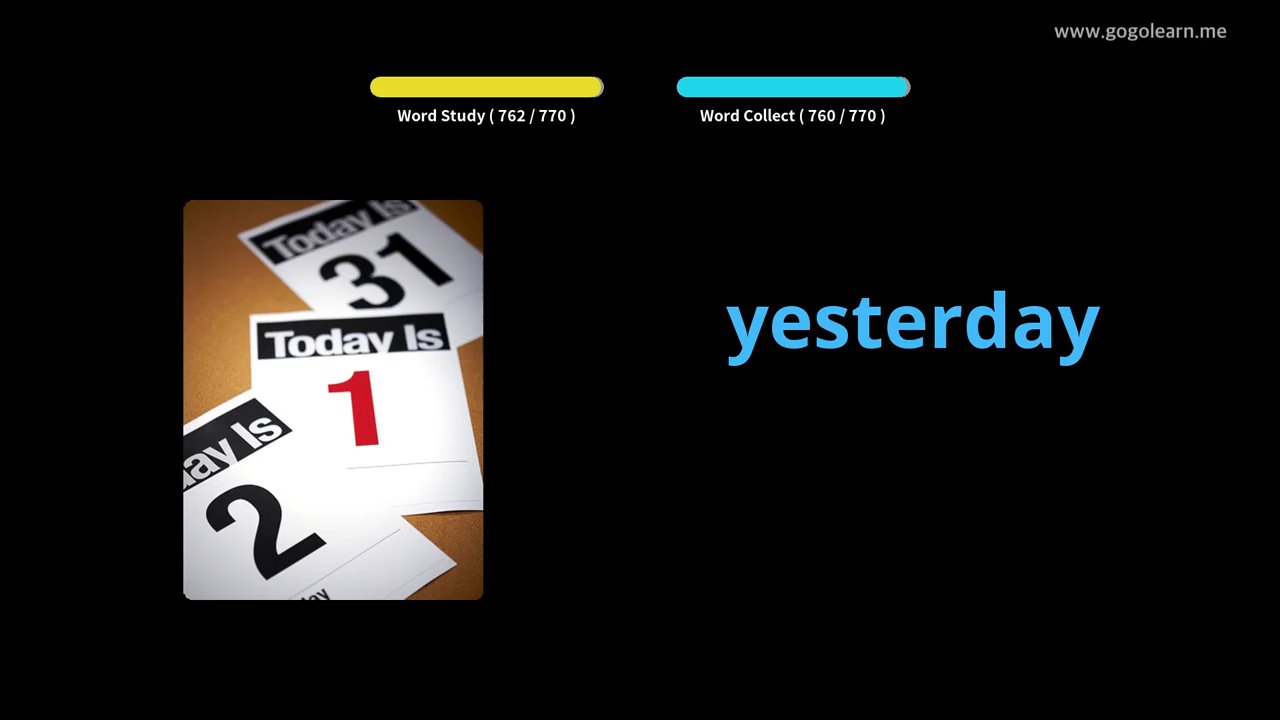 www.gogolearn.me
Word Study ( 762 / 770 )
Word Collect ( 760 / 770 )
Today Is
31
Today Is
1
ay Is
2
ay
yesterday